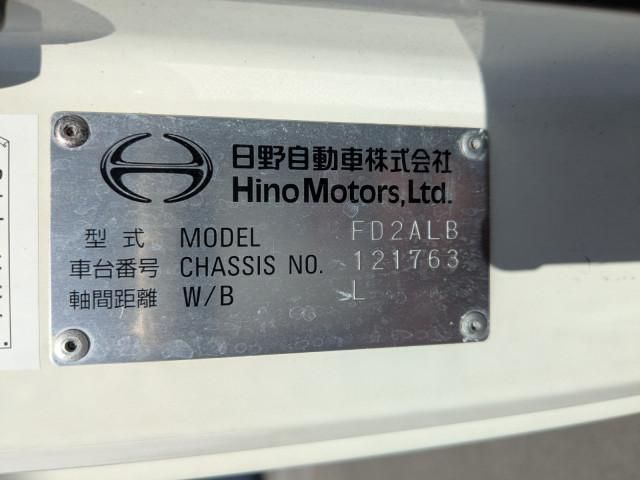 日野自動車株式会社
Hino Motors, Ltd.
型式 MODEL FD2ALB
車台番号 CHASSIS NO. 121763
軸間距離 W/B L